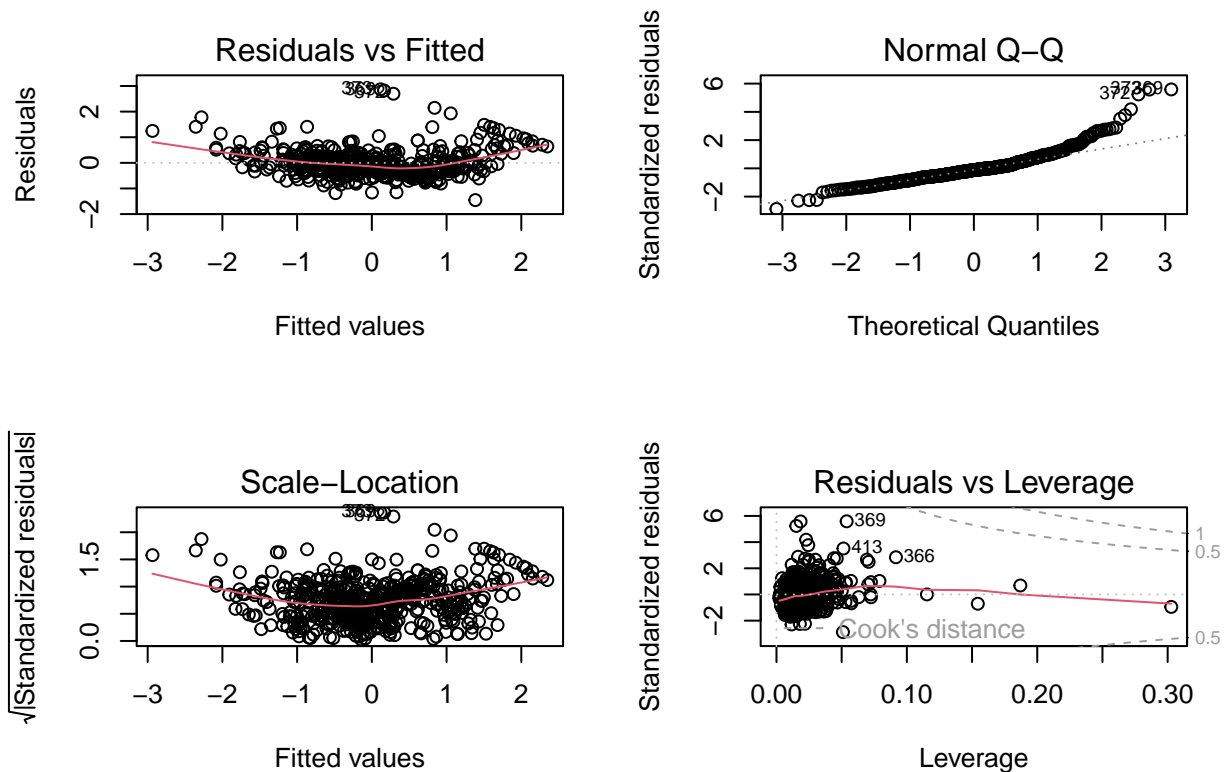 Residuals vs Fitted
Residuals
−2 0 2
−3 −2 −1 0 1 2
Fitted values
Normal Q−Q
Standardized residuals
−2 2 6
372
369
−3 −2 −1 0 1 2 3
Theoretical Quantiles
Scale−Location
√|Standardized residuals|
0.0 1.5
−3 −2 −1 0 1 2
Fitted values
Residuals vs Leverage
Standardized residuals
−2 2 6
369
413
366
1
0.5
0.5
Cook's distance
0.00 0.10 0.20 0.30
Leverage